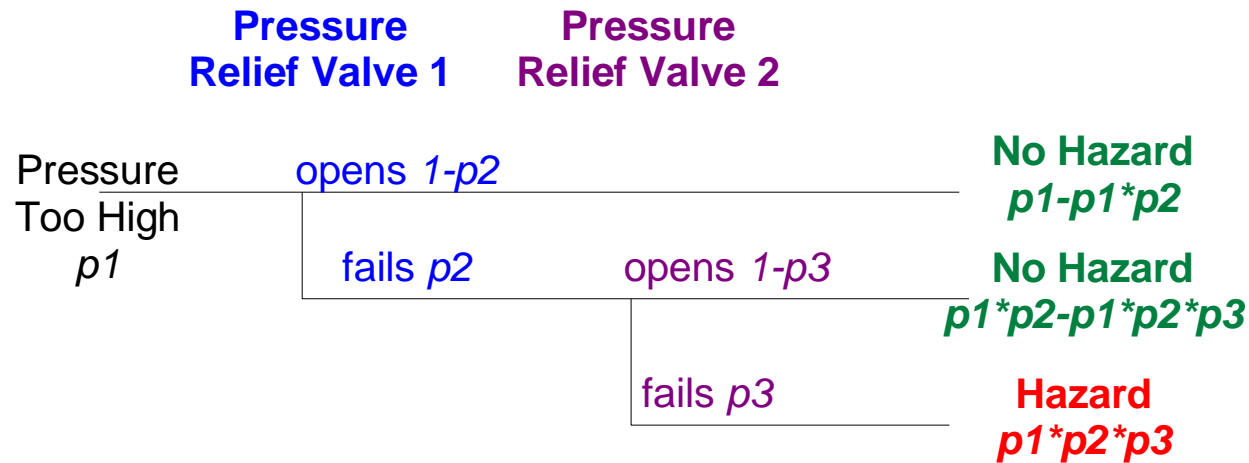 Pressure
Relief Valve 1
Pressure
Relief Valve 2
Pressure
Too High
p1
opens 1-p2
No Hazard
p1-p1*p2
fails p2
opens 1-p3
No Hazard
p1*p2-p1*p2*p3
fails p3
Hazard
p1*p2*p3